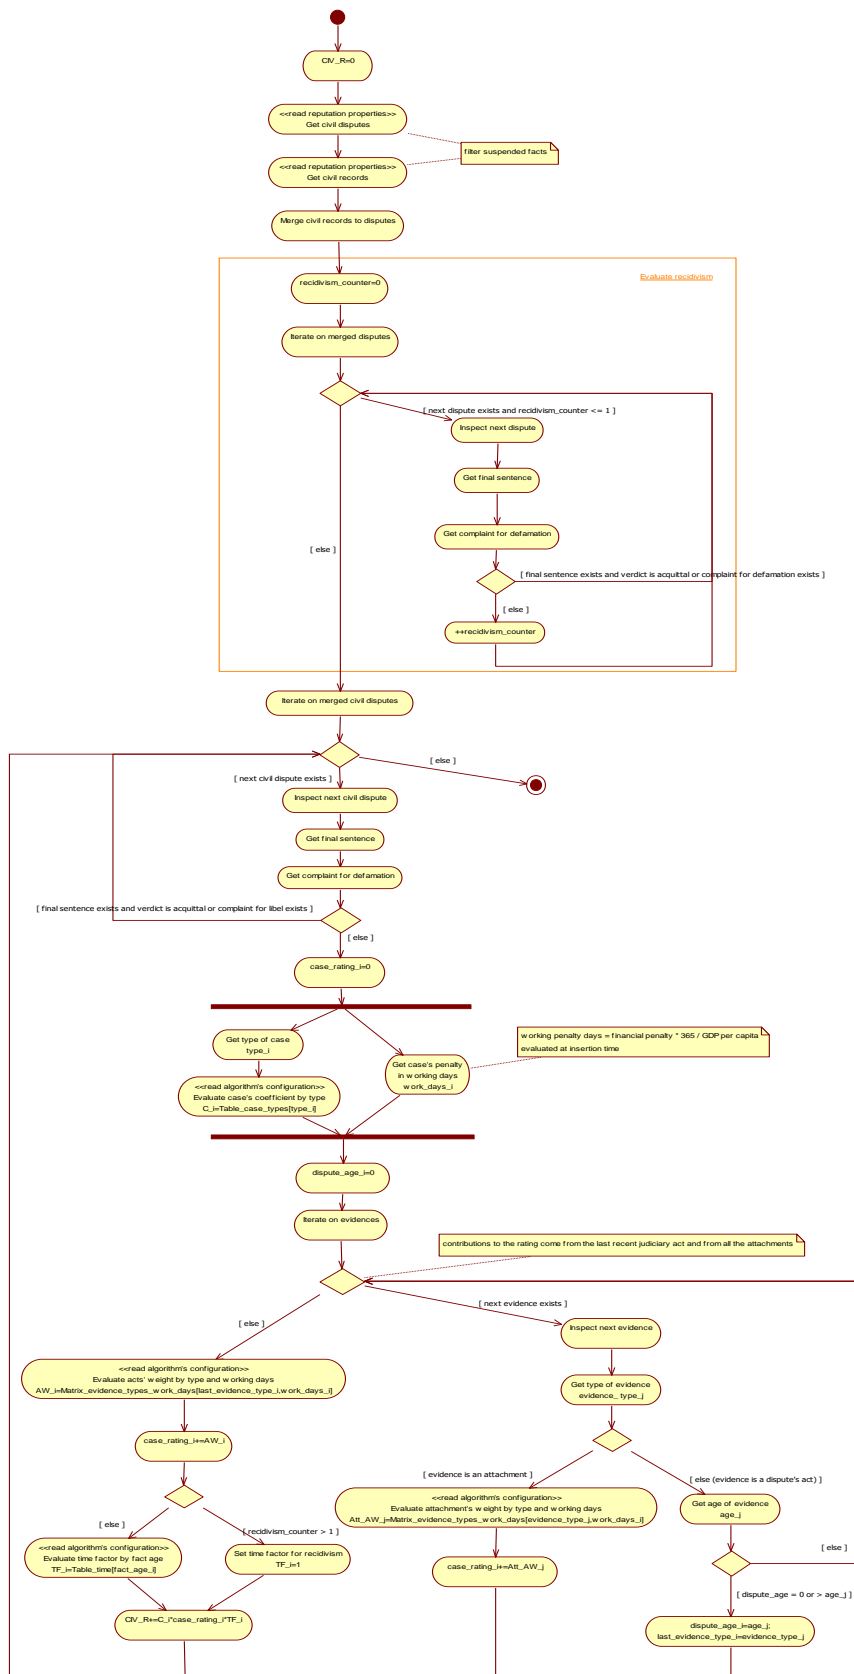 CIV_R=0
<<read reputation properties>>
Get civil disputes
filter suspended facts
<<read reputation properties>>
Get civil records
Merge civil records to disputes
Evaluate recidivism
recidivism_counter=0
Iterate on merged disputes
[ next dispute exists and recidivism_counter <= 1 ]
Inspect next dispute
Get final sentence
Get complaint for defamation
[ else ]
[ final sentence exists and verdict is acquittal or complaint for defamation exists ]
[ else ]
++recidivism_counter
Iterate on merged civil disputes
[ else ]
[ next civil dispute exists ]
Inspect next civil dispute
Get final sentence
Get complaint for defamation
[ final sentence exists and verdict is acquittal or complaint for libel exists ]
[ else ]
case_rating_i=0
working penalty days = financial penalty * 365 / GDP per capita
evaluated at insertion time
Get type of case
type_i
Get case's penalty
in working days
work_days_i
<<read algorithm's configuration>>
Evaluate case's coefficient by type
C_i=Table_case_types[type_i]
dispute_age_i=0
Iterate on evidences
contributions to the rating come from the last recent judiciary act and from all the attachments
[ next evidence exists ]
[ else ]
Inspect next evidence
<<read algorithm's configuration>>
Evaluate acts' weight by type and working days
AW_i=Matrix_evidence_types_work_days[last_evidence_type_i,work_days_i]
Get type of evidence
evidence_ type_j
case_rating_i+=AW_i
[ evidence is an attachment ]
[ else (evidence is a dispute's act) ]
<<read algorithm's configuration>>
Evaluate attachment's weight by type and working days
Att_AW_j=Matrix_evidence_types_work_days[evidence_type_j,work_days_i]
Get age of evidence
age_j
[ else ]
[ recidivism_counter > 1 ]
<<read algorithm's configuration>>
Evaluate time factor by fact age
TF_i=Table_time[fact_age_i]
Set time factor for recidivism
TF_i=1
[ else ]
case_rating_i+=Att_AW_j
[ dispute_age = 0 or > age_j ]
CIV_R+=C_i*case_rating_i*TF_i
dispute_age_i=age_j;
last_evidence_type_i=evidence_type_j